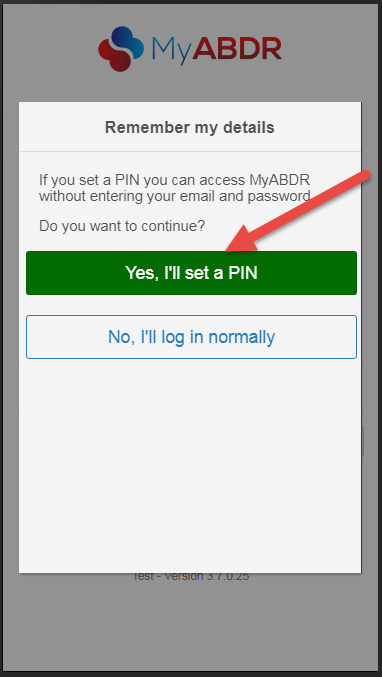 MyABDR
Remember my details
If you set a PIN you can access MyABDR
without entering your email and password
Do you want to continue?
Yes, I'll set a PIN
No, I'll log in normally
Test - Version 3.7.0.25